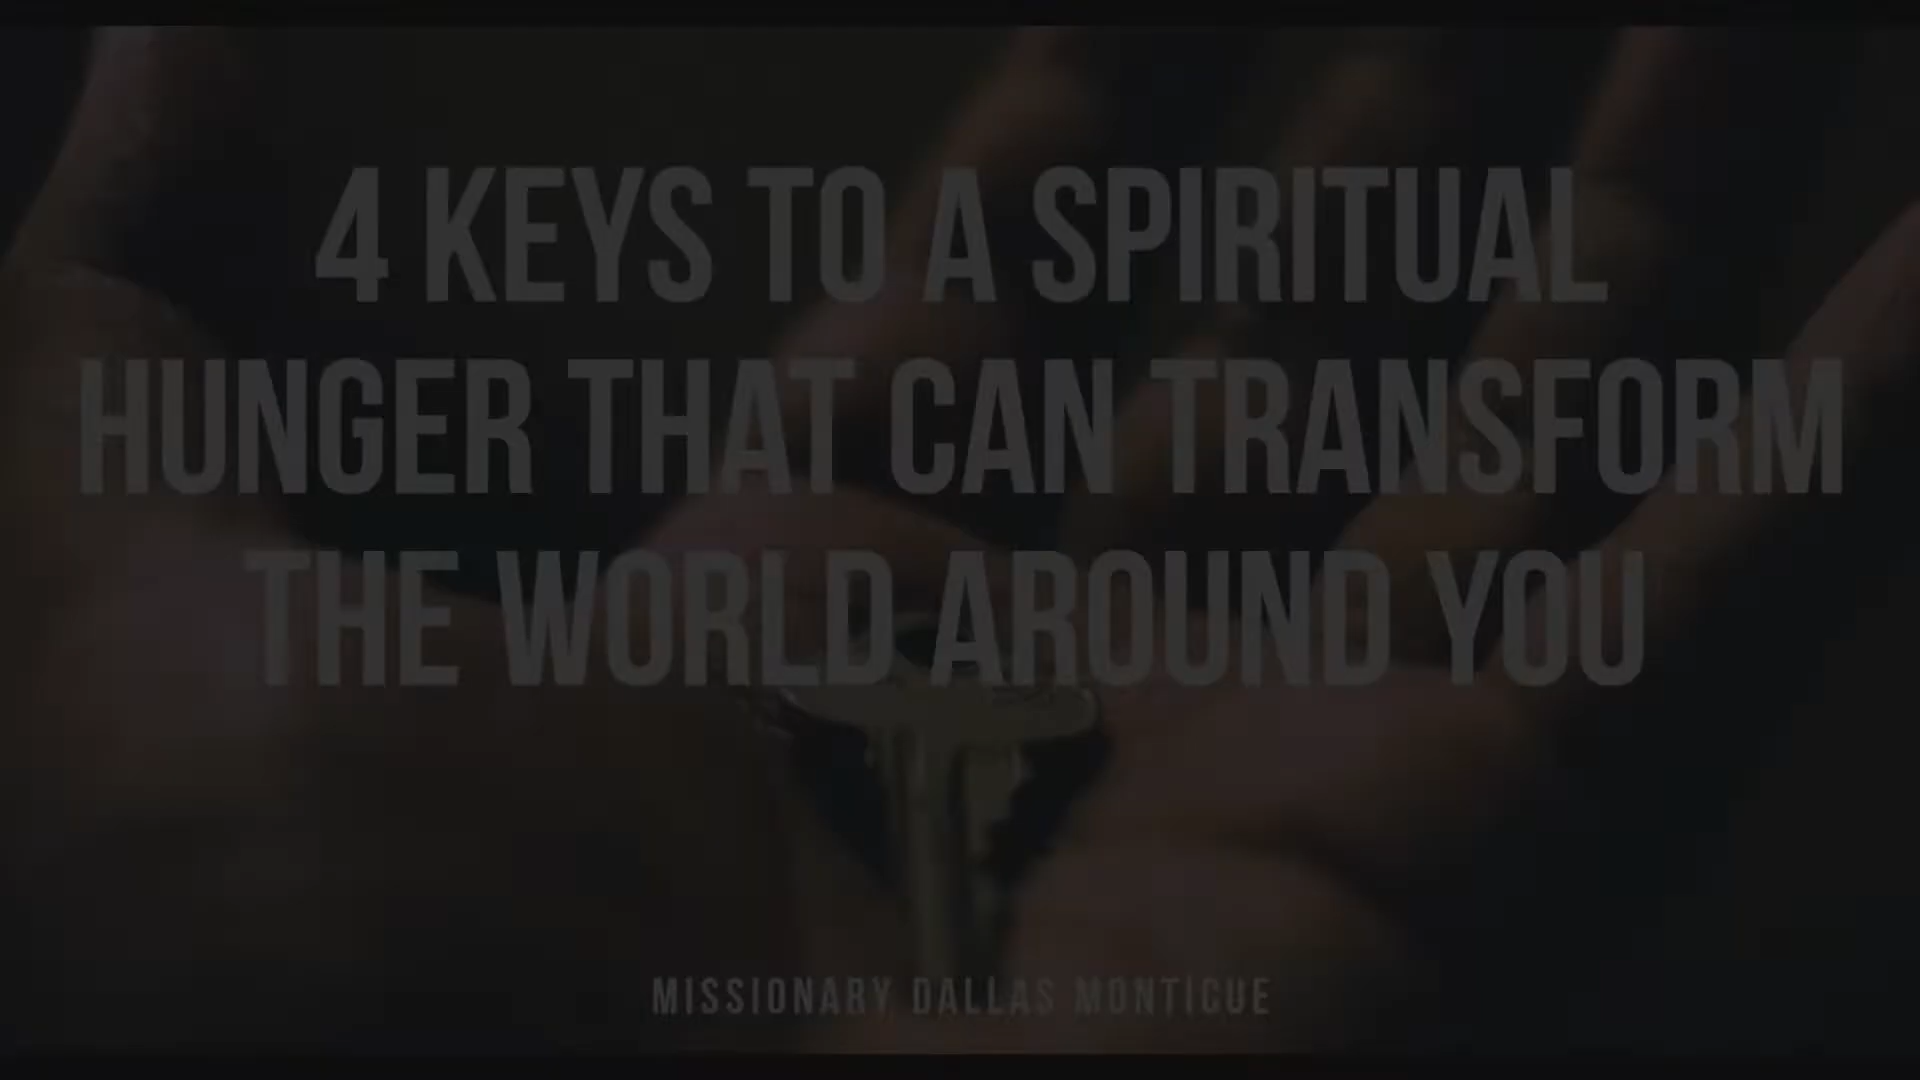 4 KEYS TO A SPIRITUAL
HUNGER THAT CAN TRANSFORM
THE WORLD AROUND YOU
MISSIONARY DALLAS MONTIGUE